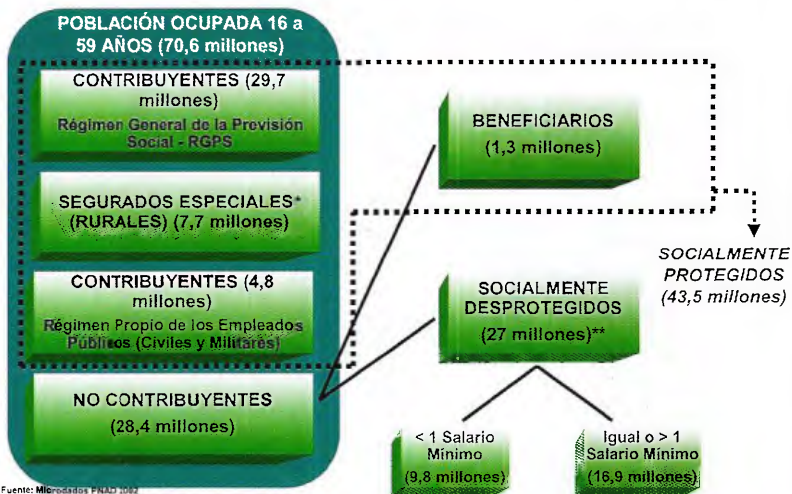 POBLACIÓN OCUPADA 16 a
59 AÑOS (70,6 millones)
CONTRIBUYENTES (29,7
millones)
Régimen General de la Previsión
Social - RGPS
SEGURADOS ESPECIALES*
(RURALES) (7,7 millones)
CONTRIBUYENTES (4,8
millones)
Régimen Propio de los Empleados
Públicos (Civiles y Militares)
NO CONTRIBUYENTES
(28,4 millones)
BENEFICIARIOS
(1,3 millones)
SOCIALMENTE
DESPROTEGIDOS
(27 millones)**
< 1 Salario
Mínimo
(9,8 millones)
Igual o > 1
Salario Mínimo
(16,9 millones)
SOCIALMENTE
PROTEGIDOS
(43,5 millones)
Fuente: Microdados PNAD 2002